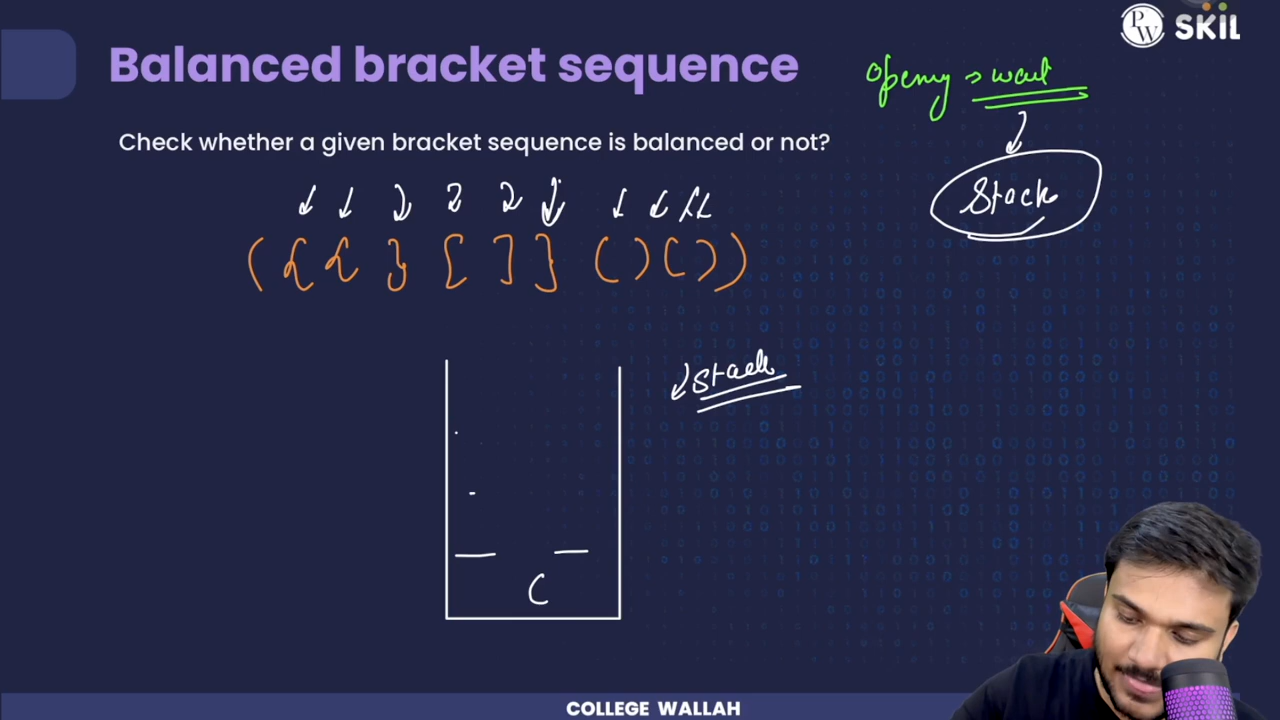 PW SKIL
Balanced bracket sequence
Opening → wait
Check whether a given bracket sequence is balanced or not?
Stack
( { { } [ ] } ( ) ( ) )
Stack
(
COLLEGE WALLAH